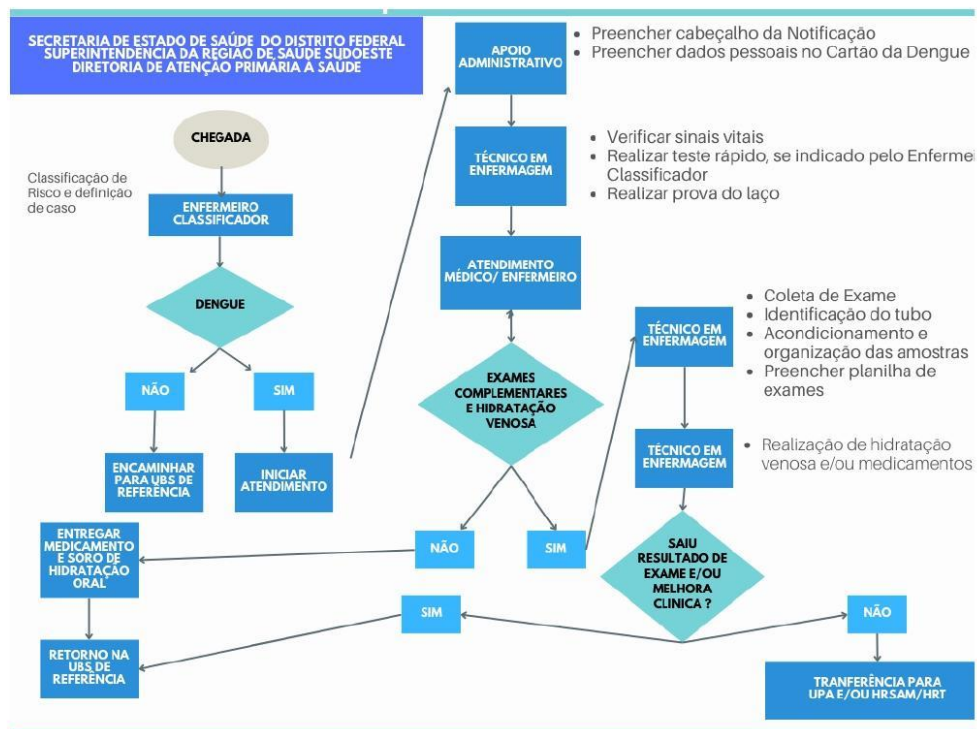 SECRETARIA DE ESTADO DE SAÚDE DO DISTRITO FEDERAL
SUPERINTENDÊNCIA DA REGIÃO DE SAÚDE SUDOESTE
DIRETORIA DE ATENÇÃO PRIMÁRIA À SAÚDE
CHEGADA
Classificação de
Risco e definição
de caso
ENFERMEIRO
CLASSIFICADOR
DENGUE
NÃO
SIM
ENCAMINHAR
PARA UBS DE
REFERÊNCIA
INICIAR
ATENDIMENTO
APOIO
ADMINISTRATIVO
• Preencher cabeçalho da Notificação
• Preencher dados pessoais no Cartão da Dengue
TÉCNICO EM
ENFERMAGEM
• Verificar sinais vitais
• Realizar teste rápido, se indicado pelo Enferme
Classificador
• Realizar prova do laço
ATENDIMENTO
MÉDICO/ ENFERMEIRO
EXAMES
COMPLEMENTARES
E HIDRATAÇÃO
VENOSA
NÃO
SIM
TÉCNICO EM
ENFERMAGEM
• Coleta de Exame
• Identificação do tubo
• Acondicionamento e
organização das amostras
• Preencher planilha de
exames
TÉCNICO EM
ENFERMAGEM
• Realização de hidratação
venosa e/ou medicamentos
SAIU
RESULTADO DE
EXAME E/OU
MELHORA
CLINICA ?
SIM
NÃO
ENTREGAR
MEDICAMENTO
E SORO DE
HIDRATAÇÃO
ORAL
RETORNO NA
UBS DE
REFERÊNCIA
TRANFERÊNCIA PARA
UPA E/OU HRSAM/HRT